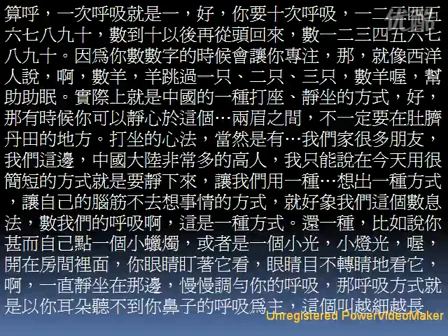 算呼，一次呼吸就是一，好，你要十次呼吸，一二三四五
六七八九十，數到十以後再從頭回來，數一二三四五六七
八九十。因爲你數數字的時候會讓你專注，那，就像西洋
人說，啊，數羊，羊跳過一只、二只、三只，數羊喔，幫
助助眠。實際上就是中國的一種打座、靜坐的方式，好，
那有時候你可以靜心於這個…兩眉之間，不一定要在肚臍
丹田的地方。打坐的心法，當然是有…我們家很多朋友，
我們這邊，中國大陸非常多的高人，我只能說在今天用很
簡短的方式就是要靜下來，讓我們用一種…想出一種方式
，讓自己的腦筋不去想事情的方式，就好象我們這個數息
法，數我們的呼吸啊，這是一種方式。還一種，比如說你
甚而自己點一個小蠟燭，或者是一個小光，小燈光，喔，
開在房間裡面，你眼睛盯著它看，眼睛目不轉睛地看它，
啊，一直靜坐在那邊，慢慢調勻你的呼吸，那呼吸方式就
是以你耳朵聽不到你鼻子的呼吸爲主，這個叫越細越長，
Unregistered PowerVideoMaker